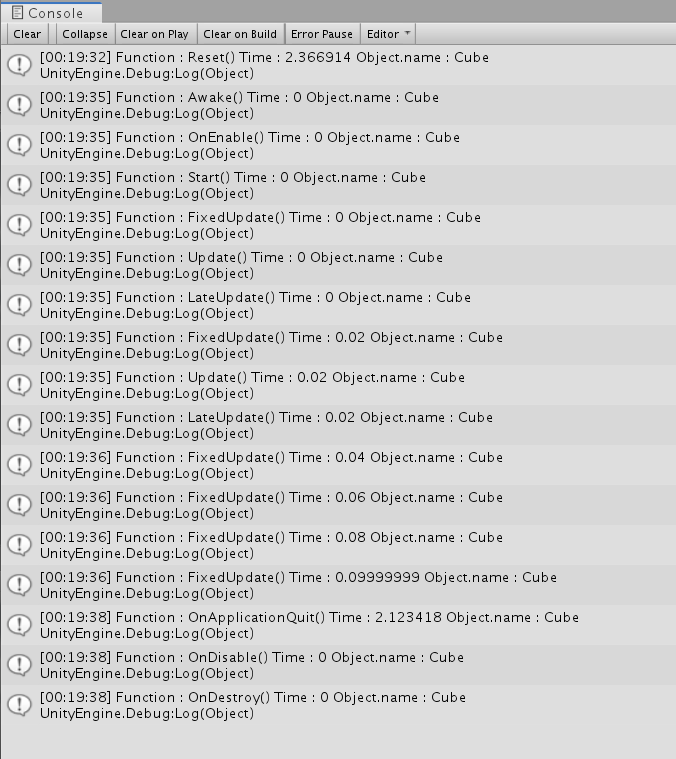 Console
Clear Collapse Clear on Play Clear on Build Error Pause Editor
[00:19:32] Function : Reset() Time : 2.366914 Object.name : Cube
UnityEngine.Debug:Log(Object)
[00:19:35] Function : Awake() Time : 0 Object.name : Cube
UnityEngine.Debug:Log(Object)
[00:19:35] Function : OnEnable() Time : 0 Object.name : Cube
UnityEngine.Debug:Log(Object)
[00:19:35] Function : Start() Time : 0 Object.name : Cube
UnityEngine.Debug:Log(Object)
[00:19:35] Function : FixedUpdate() Time : 0 Object.name : Cube
UnityEngine.Debug:Log(Object)
[00:19:35] Function : Update() Time : 0 Object.name : Cube
UnityEngine.Debug:Log(Object)
[00:19:35] Function : LateUpdate() Time : 0 Object.name : Cube
UnityEngine.Debug:Log(Object)
[00:19:35] Function : FixedUpdate() Time : 0.02 Object.name : Cube
UnityEngine.Debug:Log(Object)
[00:19:35] Function : Update() Time : 0.02 Object.name : Cube
UnityEngine.Debug:Log(Object)
[00:19:35] Function : LateUpdate() Time : 0.02 Object.name : Cube
UnityEngine.Debug:Log(Object)
[00:19:36] Function : FixedUpdate() Time : 0.04 Object.name : Cube
UnityEngine.Debug:Log(Object)
[00:19:36] Function : FixedUpdate() Time : 0.06 Object.name : Cube
UnityEngine.Debug:Log(Object)
[00:19:36] Function : FixedUpdate() Time : 0.08 Object.name : Cube
UnityEngine.Debug:Log(Object)
[00:19:36] Function : FixedUpdate() Time : 0.09999999 Object.name : Cube
UnityEngine.Debug:Log(Object)
[00:19:38] Function : OnApplicationQuit() Time : 2.123418 Object.name : Cube
UnityEngine.Debug:Log(Object)
[00:19:38] Function : OnDisable() Time : 0 Object.name : Cube
UnityEngine.Debug:Log(Object)
[00:19:38] Function : OnDestroy() Time : 0 Object.name : Cube
UnityEngine.Debug:Log(Object)